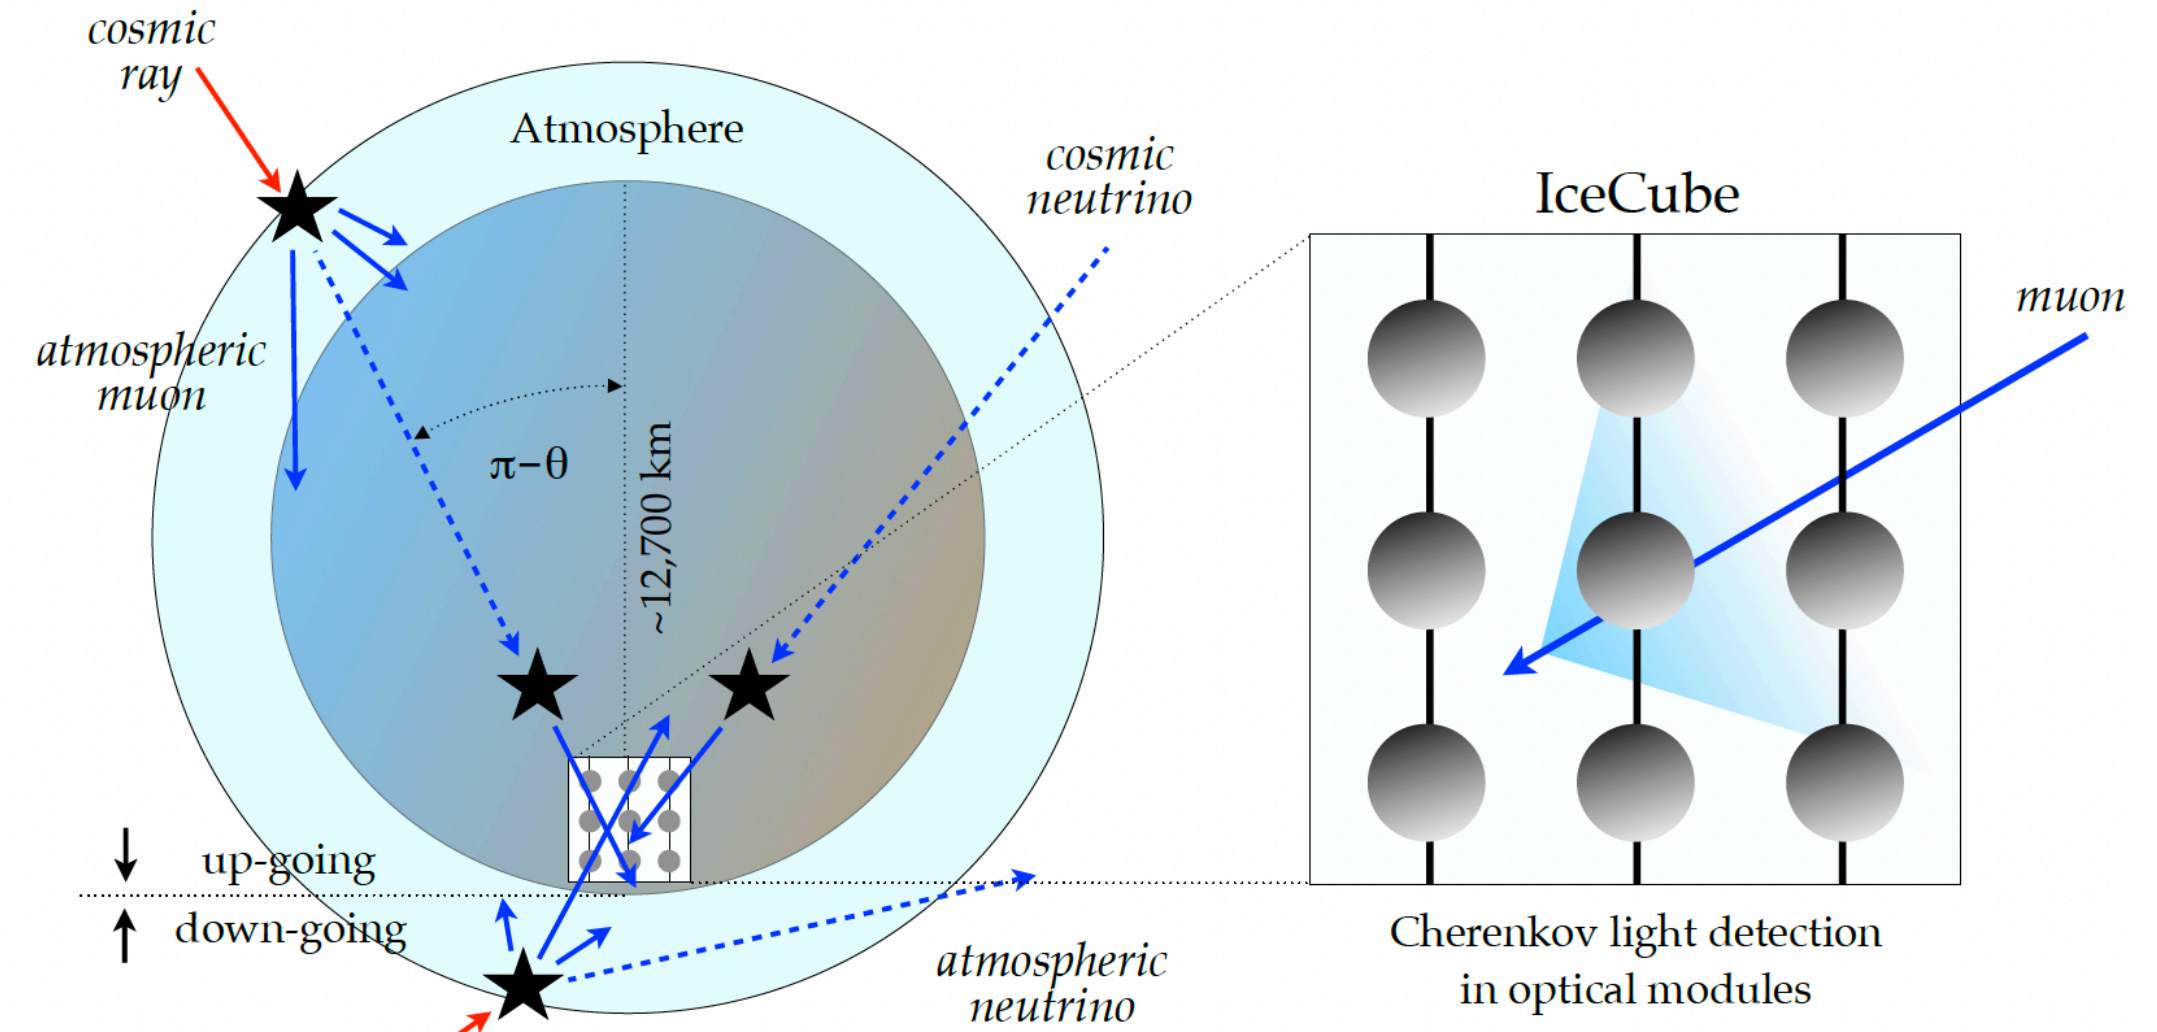 cosmic
ray
Atmosphere
cosmic
neutrino
IceCube
muon
atmospheric
muon
π−θ
~12,700 km
up-going
down-going
atmospheric
neutrino
Cherenkov light detection
in optical modules